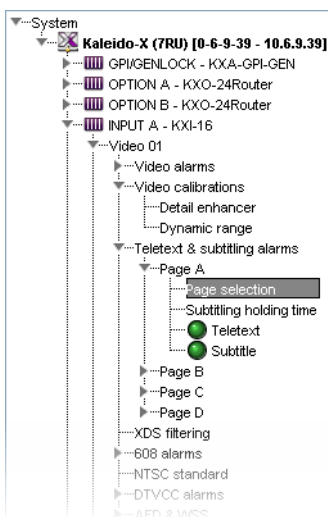 System
Kaleido-X (7RU) [0-6-9-39 - 10.6.9.39]
GPI/GENLOCK - KXA-GPI-GEN
OPTION A - KXO-24Router
OPTION B - KXO-24Router
INPUT A - KXI-16
Video 01
Video alarms
Video calibrations
Detail enhancer
Dynamic range
Teletext & subtitling alarms
Page A
Page selection
Subtitling holding time
Teletext
Subtitle
Page B
Page C
Page D
XDS filtering
608 alarms
NTSC standard
DTVCC alarms
AFD & WSS